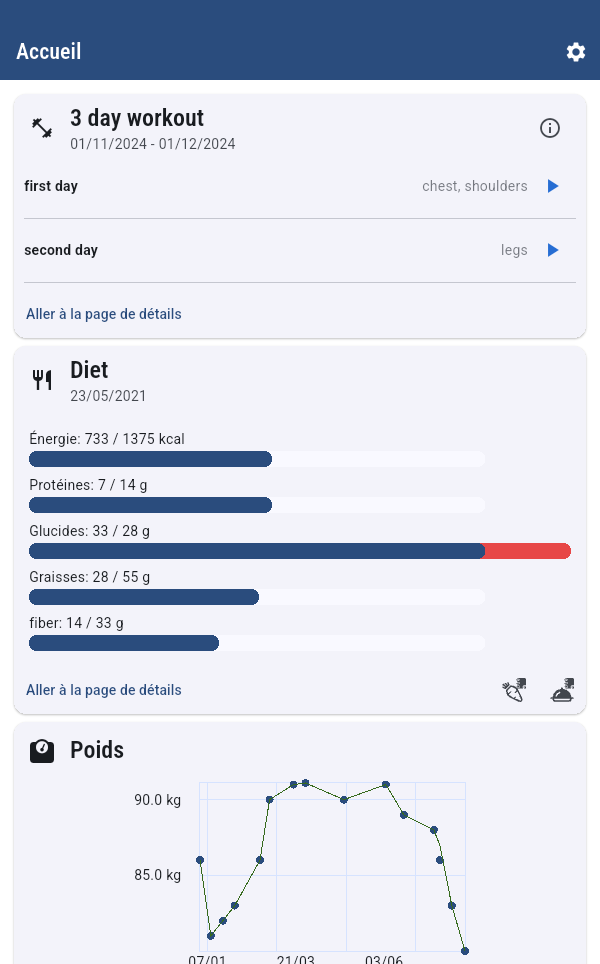 Accueil
3 day workout
01/11/2024 - 01/12/2024
first day
chest, shoulders
second day
legs
Aller à la page de détails
Diet
23/05/2021
Énergie: 733 / 1375 kcal
Protéines: 7 / 14 g
Glucides: 33 / 28 g
Graisses: 28 / 55 g
fiber: 14 / 33 g
Aller à la page de détails
Poids
90.0 kg
85.0 kg
07/01 21/03 03/06